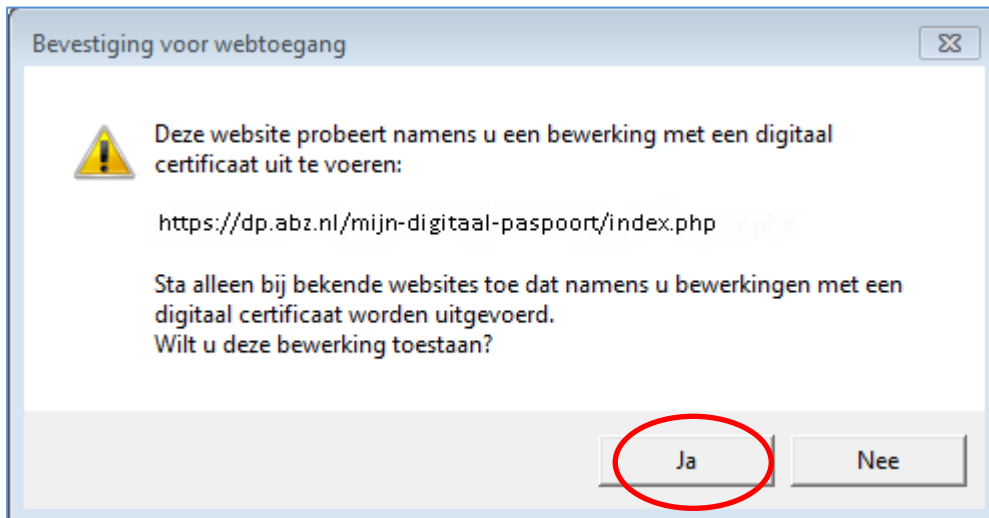 Bevestiging voor webtoegang
Deze website probeert namens u een bewerking met een digitaal
certificaat uit te voeren:
https://dp.abz.nl/mijn-digitaal-paspoort/index.php
Sta alleen bij bekende websites toe dat namens u bewerkingen met een
digitaal certificaat worden uitgevoerd.
Wilt u deze bewerking toestaan?
Ja
Nee